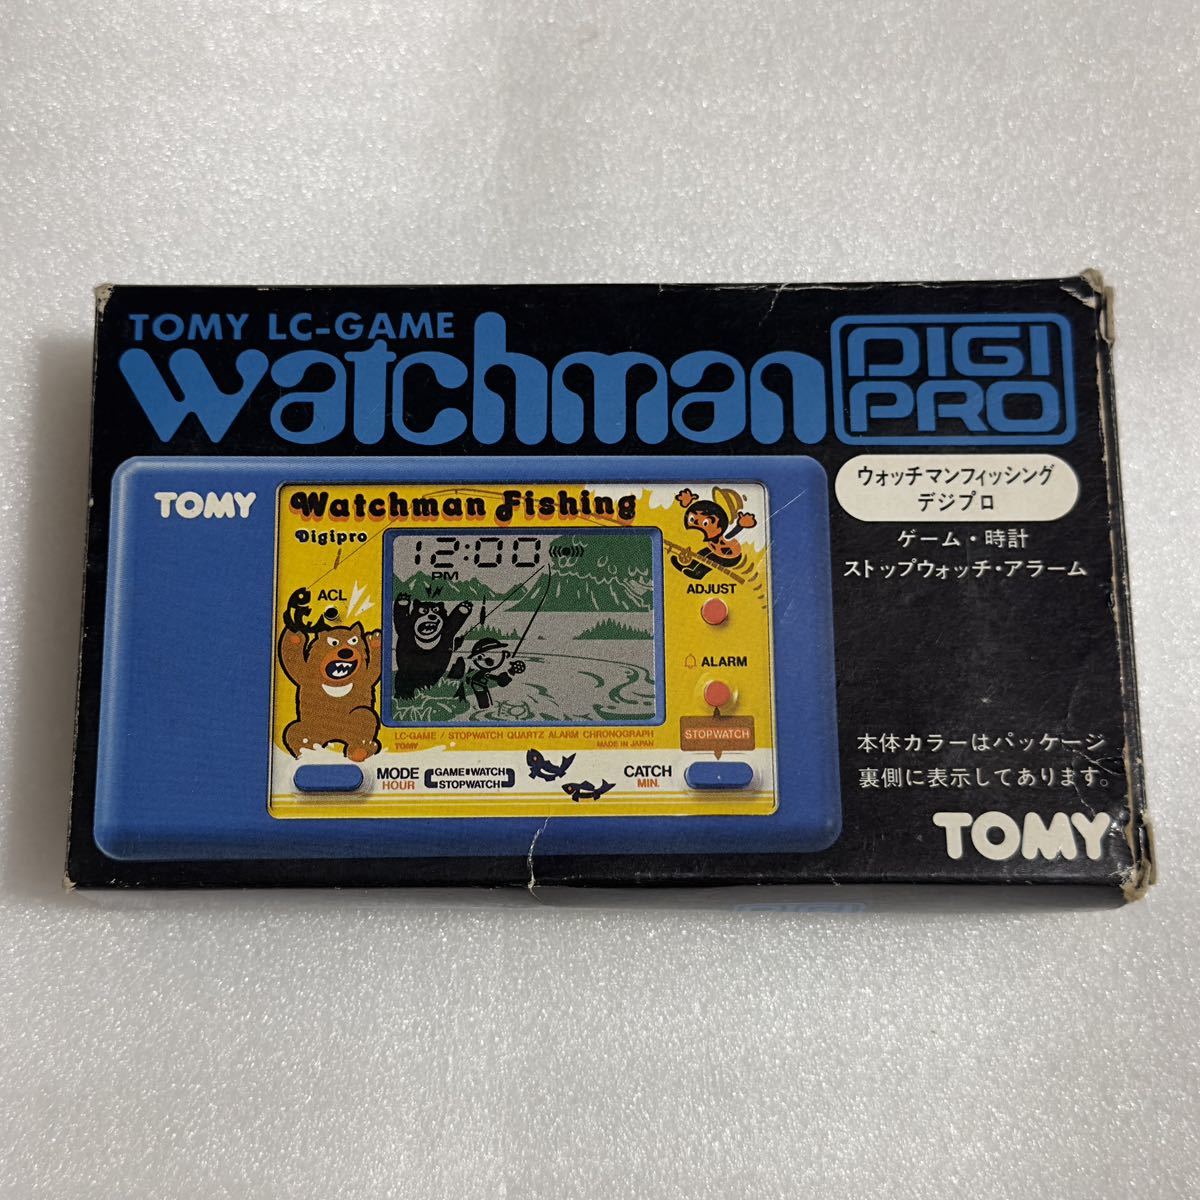 TOMY LC-GAME
watchman
DIGI
PRO
ウォッチマンフィッシング
デジプロ
ゲーム・時計
ストップウォッチ・アラーム
TOMY
Watchman Fishing
Digipro
12:00
PM
ACL
ADJUST
ALARM
STOPWATCH
LC-GAME / STOPWATCH QUARTZ ALARM CHRONOGRAPH
TOMY
MADE IN JAPAN
MODE
HOUR
GAME WATCH
STOPWATCH
CATCH
MIN.
本体カラーはパッケージ
裏側に表示してあります。
TOMY
DIGI